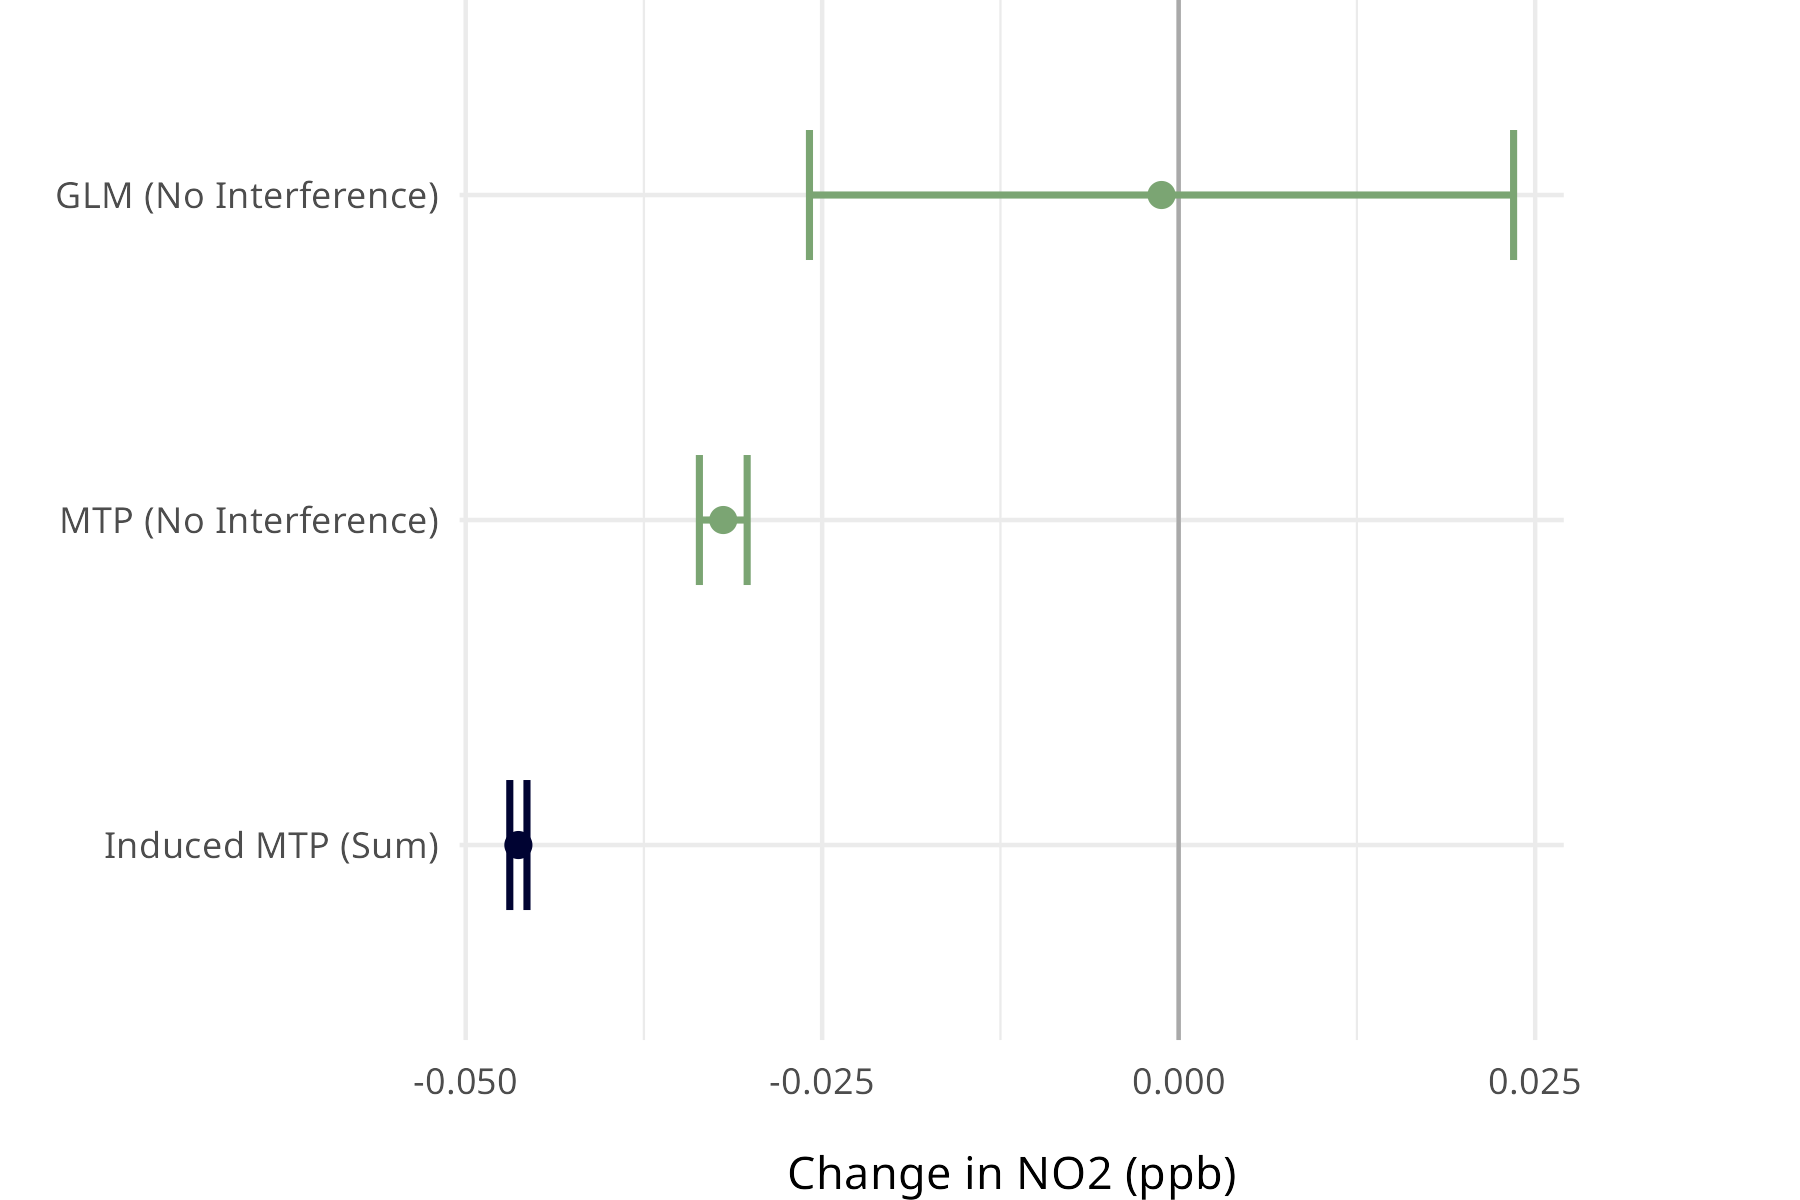 GLM (No Interference)
MTP (No Interference)
Induced MTP (Sum)
-0.050 -0.025 0.000 0.025
Change in NO2 (ppb)